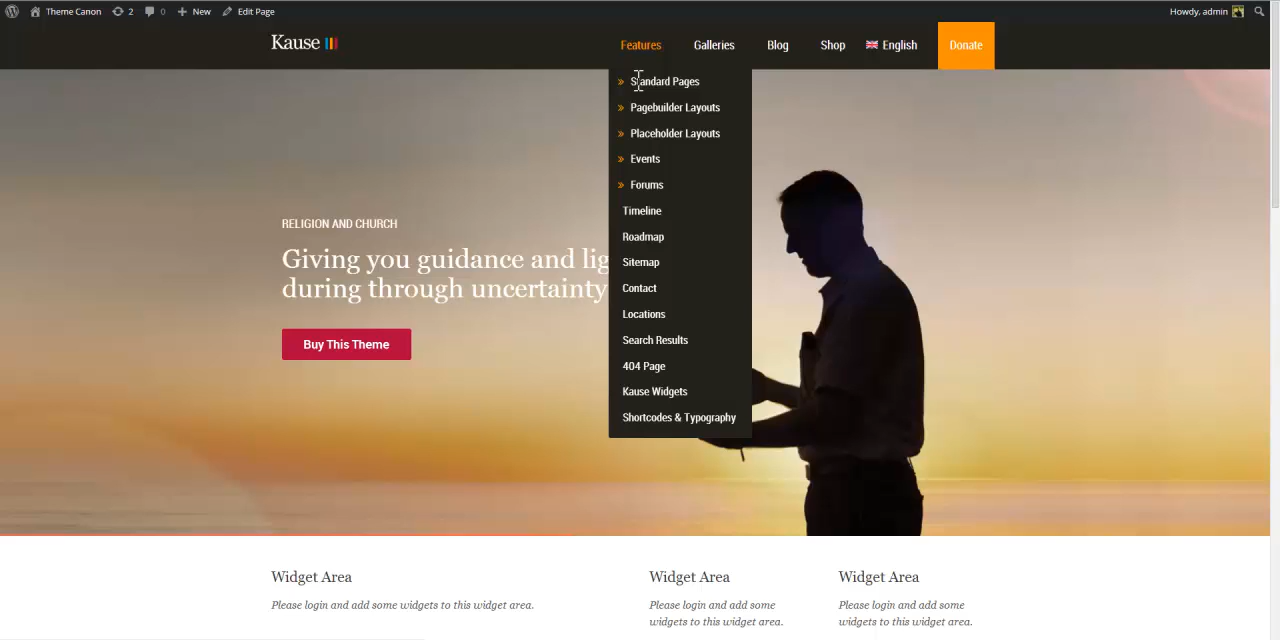 Theme Canon 2 0 New Edit Page Howdy, admin
Kause Features Galleries Blog Shop English Donate
Standard Pages
Pagebuilder Layouts
Placeholder Layouts
Events
Forums
Timeline
Roadmap
Sitemap
Contact
Locations
Search Results
404 Page
Kause Widgets
Shortcodes & Typography
RELIGION AND CHURCH
Giving you guidance and lig
during through uncertainty
Buy This Theme
Widget Area
Please login and add some widgets to this widget area.
Widget Area
Please login and add some
widgets to this widget area.
Widget Area
Please login and add some
widgets to this widget area.